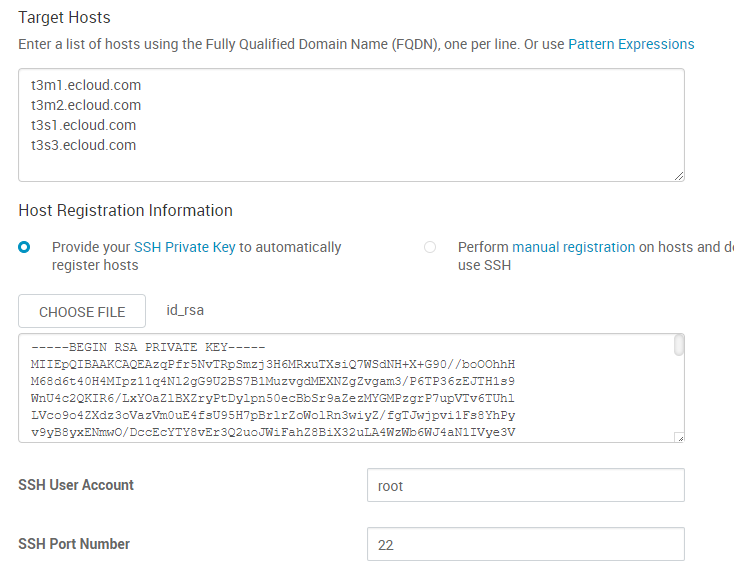 Target Hosts
Enter a list of hosts using the Fully Qualified Domain Name (FQDN), one per line. Or use Pattern Expressions
t3m1.ecloud.com
t3m2.ecloud.com
t3s1.ecloud.com
t3s3.ecloud.com
Host Registration Information
Provide your SSH Private Key to automatically register hosts
Perform manual registration on hosts and do
use SSH
CHOOSE FILE id_rsa
-----BEGIN RSA PRIVATE KEY-----
MIIEpQIBAAKCAQEAzqPfr5NvTRpSmzj3H6MRxuTXsiQ7WSdNH+X+G90//boOOhhH
M68d6t40H4MIpz11q4Nl2gG9U2BS7B1MuzvgdMEXNZgZvgam3/P6TP36zEJTH1s9
WnU4c2QKIR6/LxYOaZlBXZryPtDylpn50ecBbSr9aZezMYGMPzgrP7upVTv6TUhl
LVco9o4ZXdz3oVazVm0uE4fsU95H7pBrlrZoWolRn3wiyZ/fgTJwjpvi1Fs8YhPy
v9yB8yxENmwO/DccEcYTY8vEr3Q2uoJWiFahZ8BiX32uLA4WzWb6WJ4aN1IVye3V
SSH User Account root
SSH Port Number 22